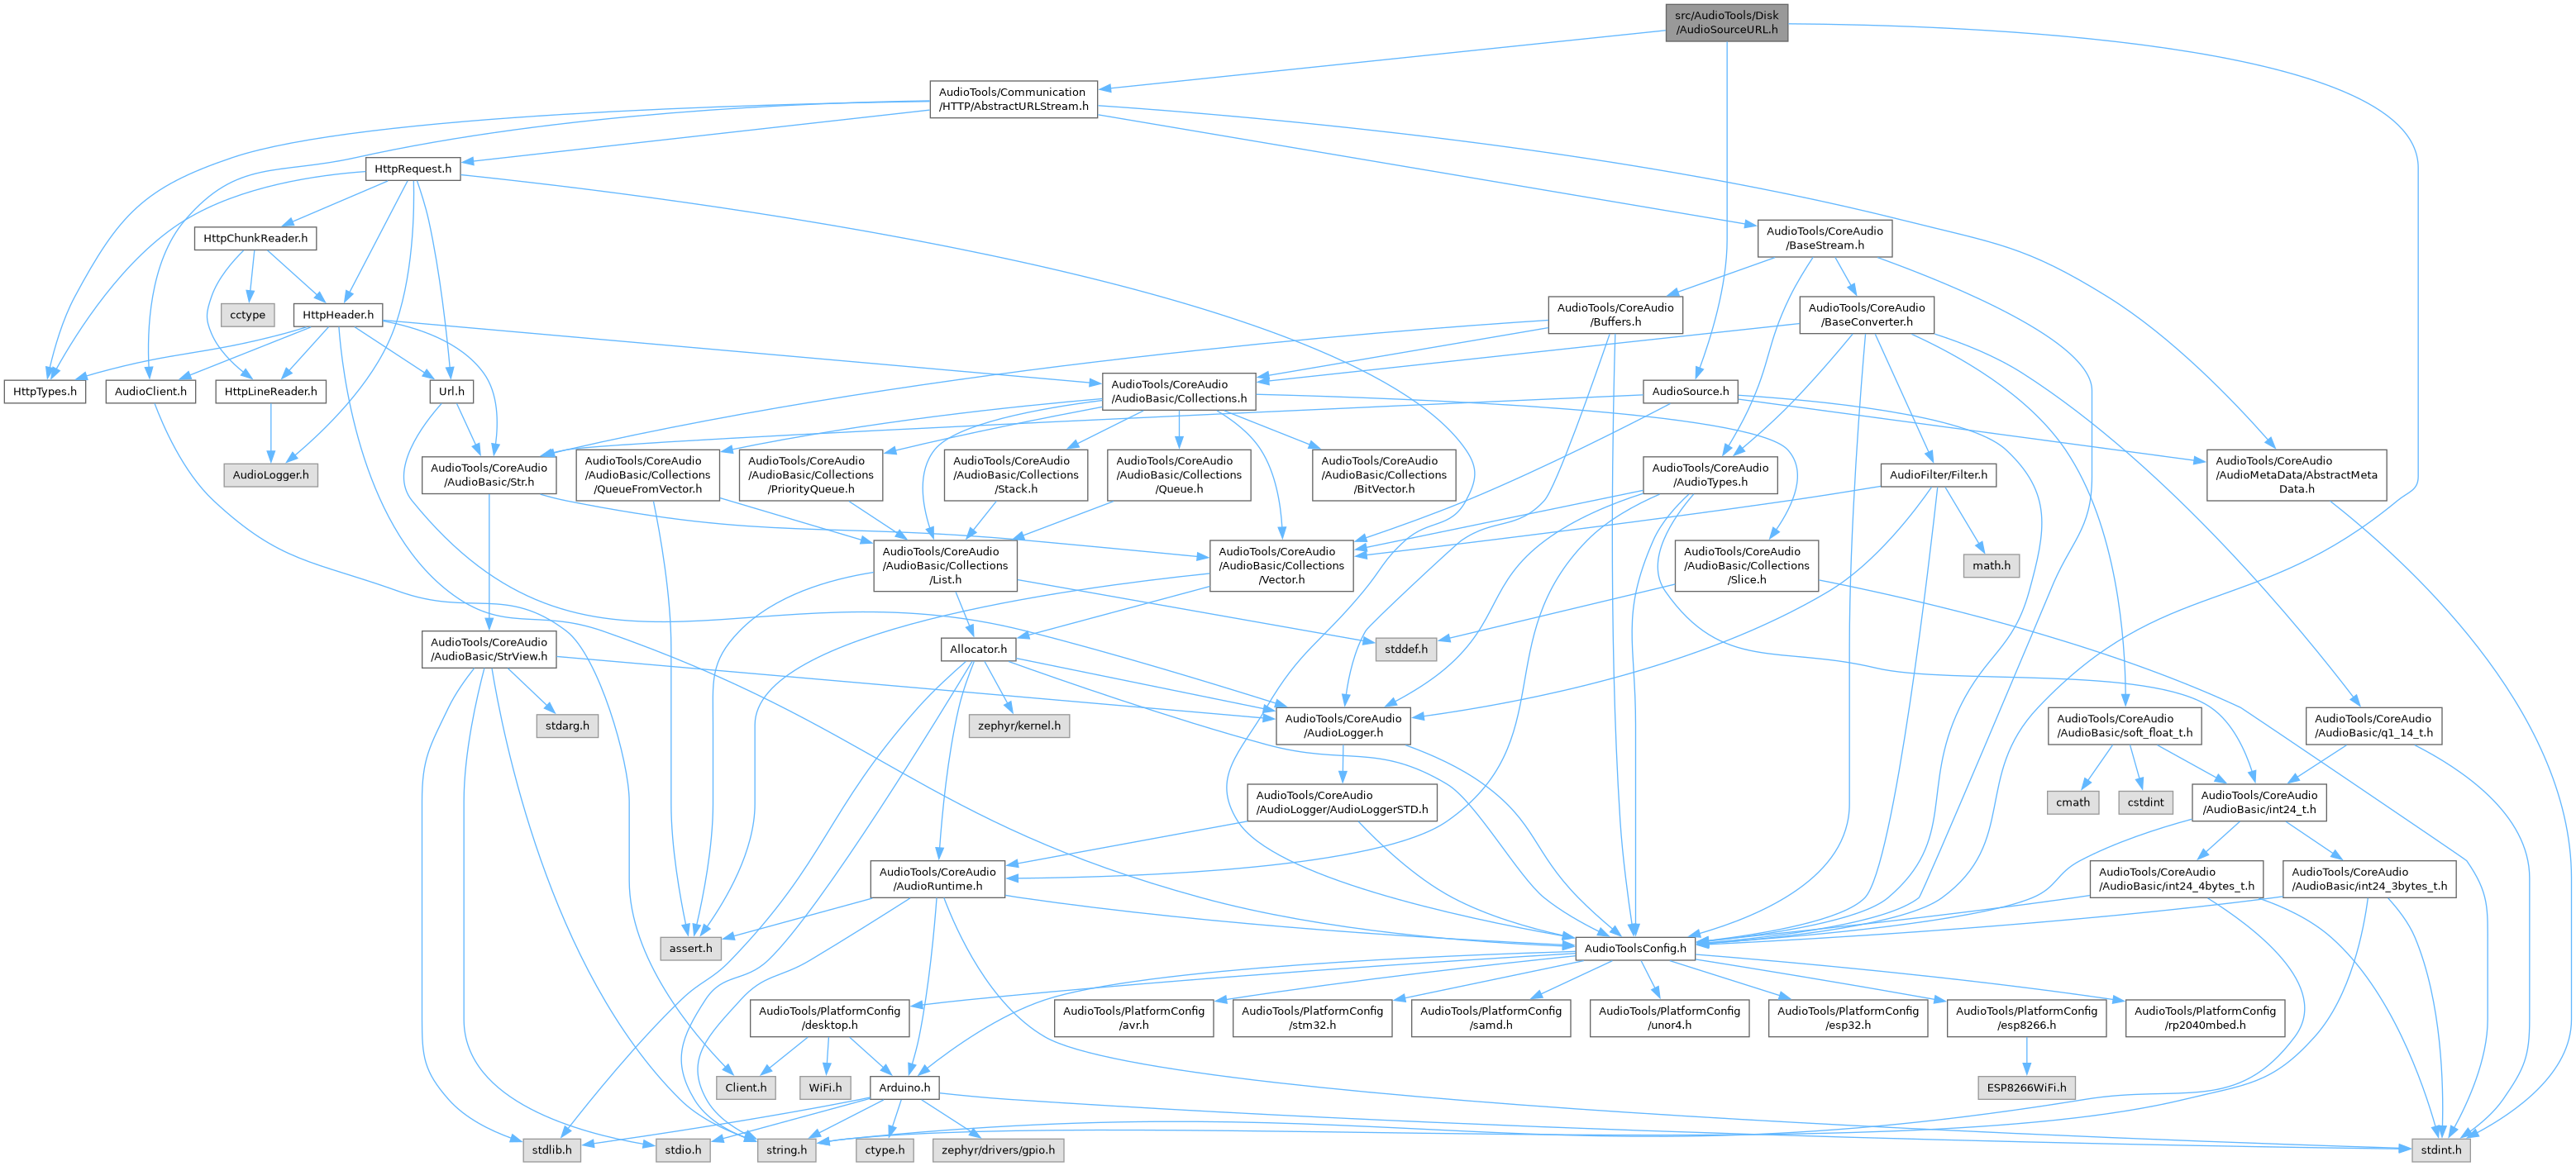 src/AudioTools/Disk
/AudioSourceURL.h
AudioTools/Communication
/HTTP/AbstractURLStream.h
HttpRequest.h
HttpChunkReader.h
AudioTools/CoreAudio
/BaseStream.h
cctype
HttpHeader.h
AudioTools/CoreAudio
/Buffers.h
AudioTools/CoreAudio
/BaseConverter.h
HttpTypes.h
AudioClient.h
HttpLineReader.h
Url.h
AudioTools/CoreAudio
/AudioBasic/Collections.h
AudioSource.h
AudioLogger.h
AudioTools/CoreAudio
/AudioBasic/Str.h
AudioTools/CoreAudio
/AudioBasic/Collections
/QueueFromVector.h
AudioTools/CoreAudio
/AudioBasic/Collections
/PriorityQueue.h
AudioTools/CoreAudio
/AudioBasic/Collections
/Stack.h
AudioTools/CoreAudio
/AudioBasic/Collections
/Queue.h
AudioTools/CoreAudio
/AudioBasic/Collections
/BitVector.h
AudioTools/CoreAudio
/AudioTypes.h
AudioFilter/Filter.h
AudioTools/CoreAudio
/AudioMetaData/AbstractMeta
Data.h
AudioTools/CoreAudio
/AudioBasic/Collections
/List.h
AudioTools/CoreAudio
/AudioBasic/Collections
/Vector.h
AudioTools/CoreAudio
/AudioBasic/Collections
/Slice.h
math.h
AudioTools/CoreAudio
/AudioBasic/StrView.h
Allocator.h
stddef.h
stdarg.h
zephyr/kernel.h
AudioTools/CoreAudio
/AudioLogger.h
AudioTools/CoreAudio
/AudioBasic/soft_float_t.h
AudioTools/CoreAudio
/AudioBasic/q1_14_t.h
AudioTools/CoreAudio
/AudioLogger/AudioLoggerSTD.h
cmath
cstdint
AudioTools/CoreAudio
/AudioBasic/int24_t.h
AudioTools/CoreAudio
/AudioRuntime.h
AudioTools/CoreAudio
/AudioBasic/int24_4bytes_t.h
AudioTools/CoreAudio
/AudioBasic/int24_3bytes_t.h
assert.h
AudioToolsConfig.h
AudioTools/PlatformConfig
/desktop.h
AudioTools/PlatformConfig
/avr.h
AudioTools/PlatformConfig
/stm32.h
AudioTools/PlatformConfig
/samd.h
AudioTools/PlatformConfig
/unor4.h
AudioTools/PlatformConfig
/esp32.h
AudioTools/PlatformConfig
/esp8266.h
AudioTools/PlatformConfig
/rp2040mbed.h
Client.h
WiFi.h
Arduino.h
ESP8266WiFi.h
stdlib.h
stdio.h
string.h
ctype.h
zephyr/drivers/gpio.h
stdint.h